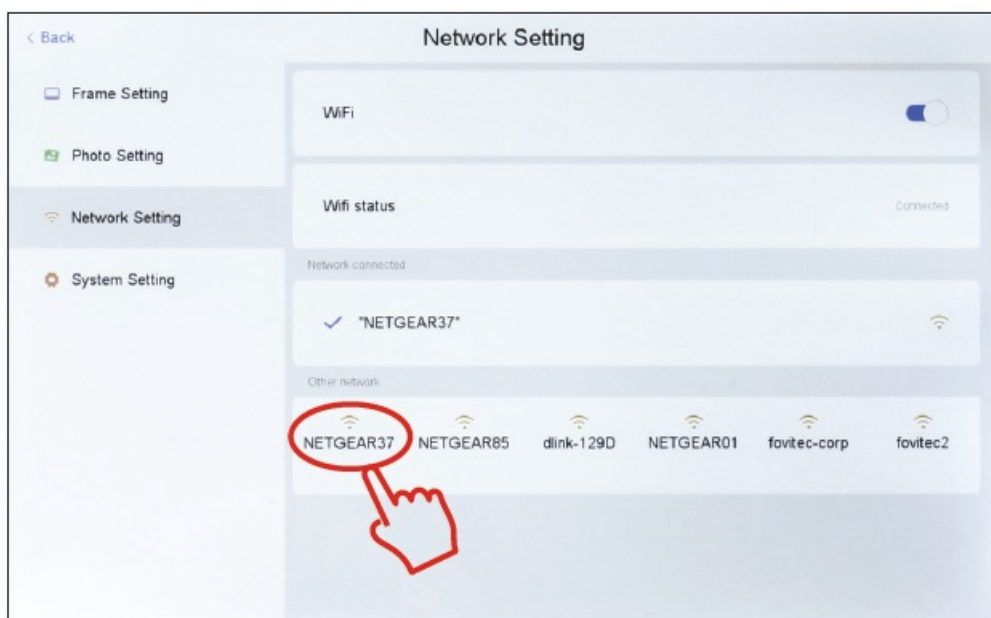 < Back
Network Setting
Frame Setting
Photo Setting
Network Setting
System Setting
WiFi
Wifi status
Connected
Network connected
"NETGEAR37"
Other network
NETGEAR37 NETGEAR85 dlink-129D NETGEAR01 fovitec-corp fovitec2